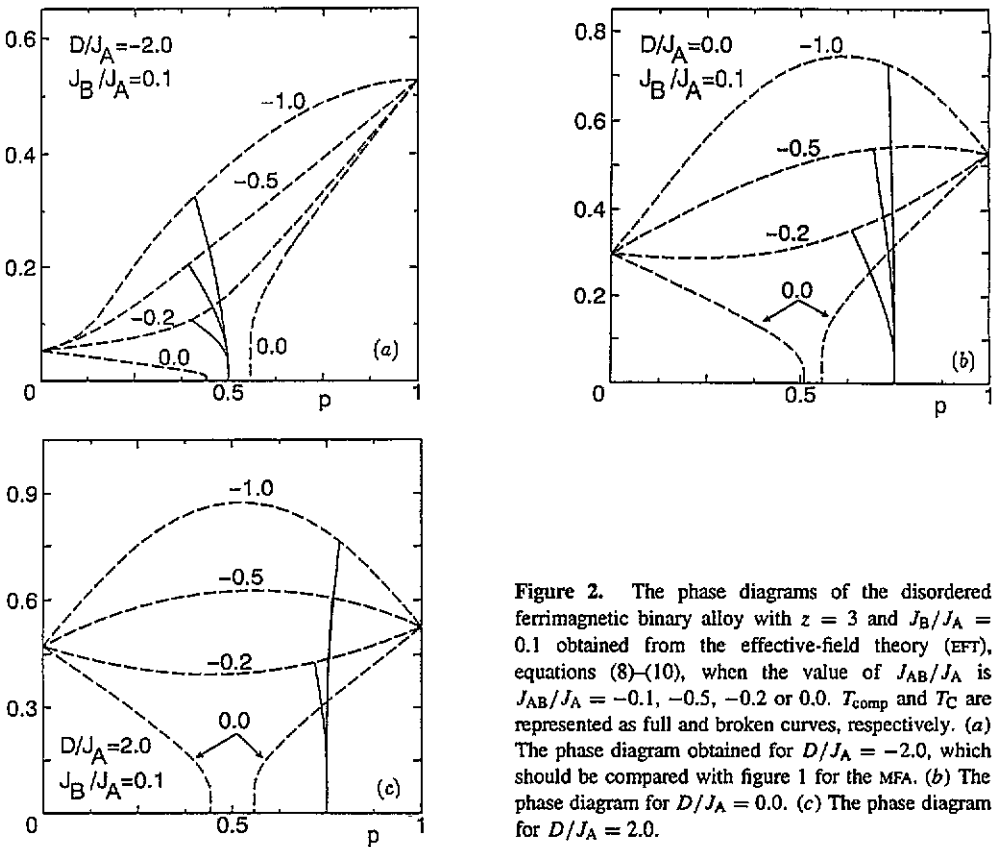 0.6
0.4
0.2
0
D/J_A=-2.0
J_B/J_A=0.1
-1.0
-0.5
-0.2
0.0
0.0
(a)
0
0.5
p
1
0.8
0.6
0.4
0.2
D/J_A=0.0
J_B/J_A=0.1
-1.0
-0.5
-0.2
0.0
(b)
0
0.5
p
1
0.9
0.6
0.3
-1.0
-0.5
-0.2
0.0
D/J_A=2.0
J_B/J_A=0.1
(c)
0
0.5
p
1
Figure 2. The phase diagrams of the disordered
ferrimagnetic binary alloy with z = 3 and J_B/J_A =
0.1 obtained from the effective-field theory (EFT),
equations (8)–(10), when the value of J_AB/J_A is
J_AB/J_A = −0.1, −0.5, −0.2 or 0.0. T_comp and T_C are
represented as full and broken curves, respectively. (a)
The phase diagram obtained for D/J_A = −2.0, which
should be compared with figure 1 for the MFA. (b) The
phase diagram for D/J_A = 0.0. (c) The phase diagram
for D/J_A = 2.0.